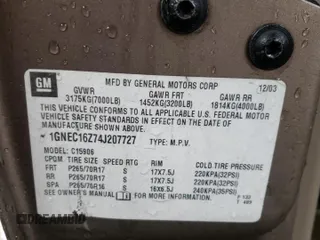 GM
MFD BY GENERAL MOTORS CORP
12/03
GVWR GAWR FRT GAWR RR
3175KG(7000LB) 1452KG(3200LB) 1814KG(4000LB)
THIS VEHICLE CONFORMS TO ALL APPLICABLE U.S. FEDERAL MOTOR
VEHICLE SAFETY STANDARDS IN EFFECT ON THE DATE OF
MANUFACTURE SHOWN ABOVE.
1GNEC16Z74J207727 TYPE: M.P.V.
MODEL: C15906
TIRE SIZE SPEED RTG RIM COLD TIRE PRESSURE
FRT P265/70R17 S 17X7.5J 220KPA(32PSI)
RR P265/70R17 S 17X7.5J 220KPA(32PSI)
SPA P265/75R16 S 16X6.5J 240KPA(35PSI)